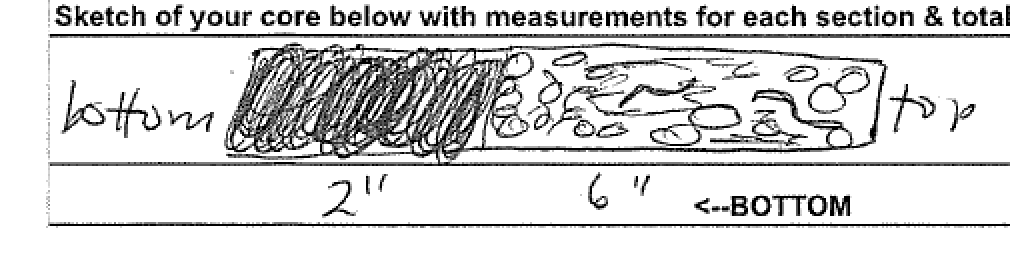 Sketch of your core below with measurements for each section & total
bottom top
2" 6" <--BOTTOM